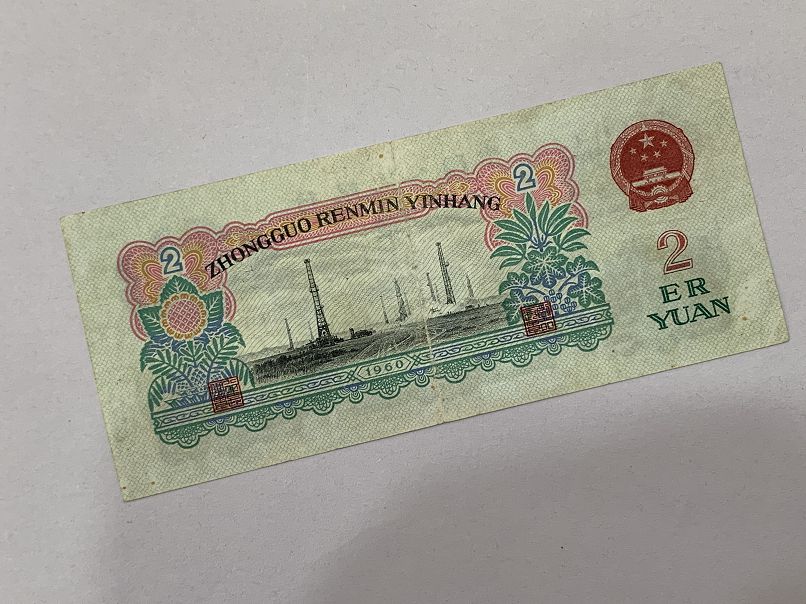 2
ZHONGGUO RENMIN YINHANG
2
1960
2
ER
YUAN